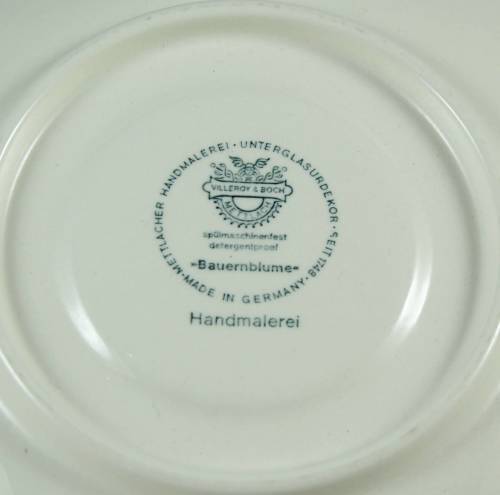 METTLACHER HANDMALEREI · UNTERGLASURDEKOR · SEIT 1748 ·
VILLEROY & BOCH
METTLACH
spülmaschinenfest
detergentproof
»Bauernblume«
MADE IN GERMANY
Handmalerei